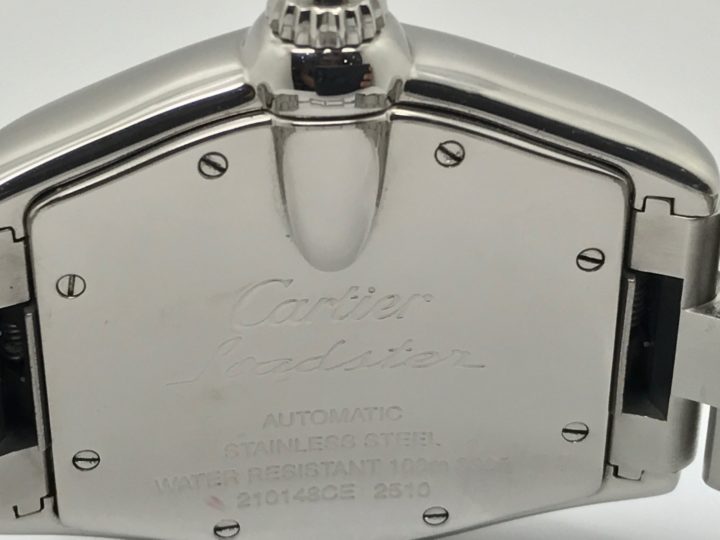 Cartier
Roadster
AUTOMATIC
STAINLESS STEEL
WATER RESISTANT 100m
210148CE 2510